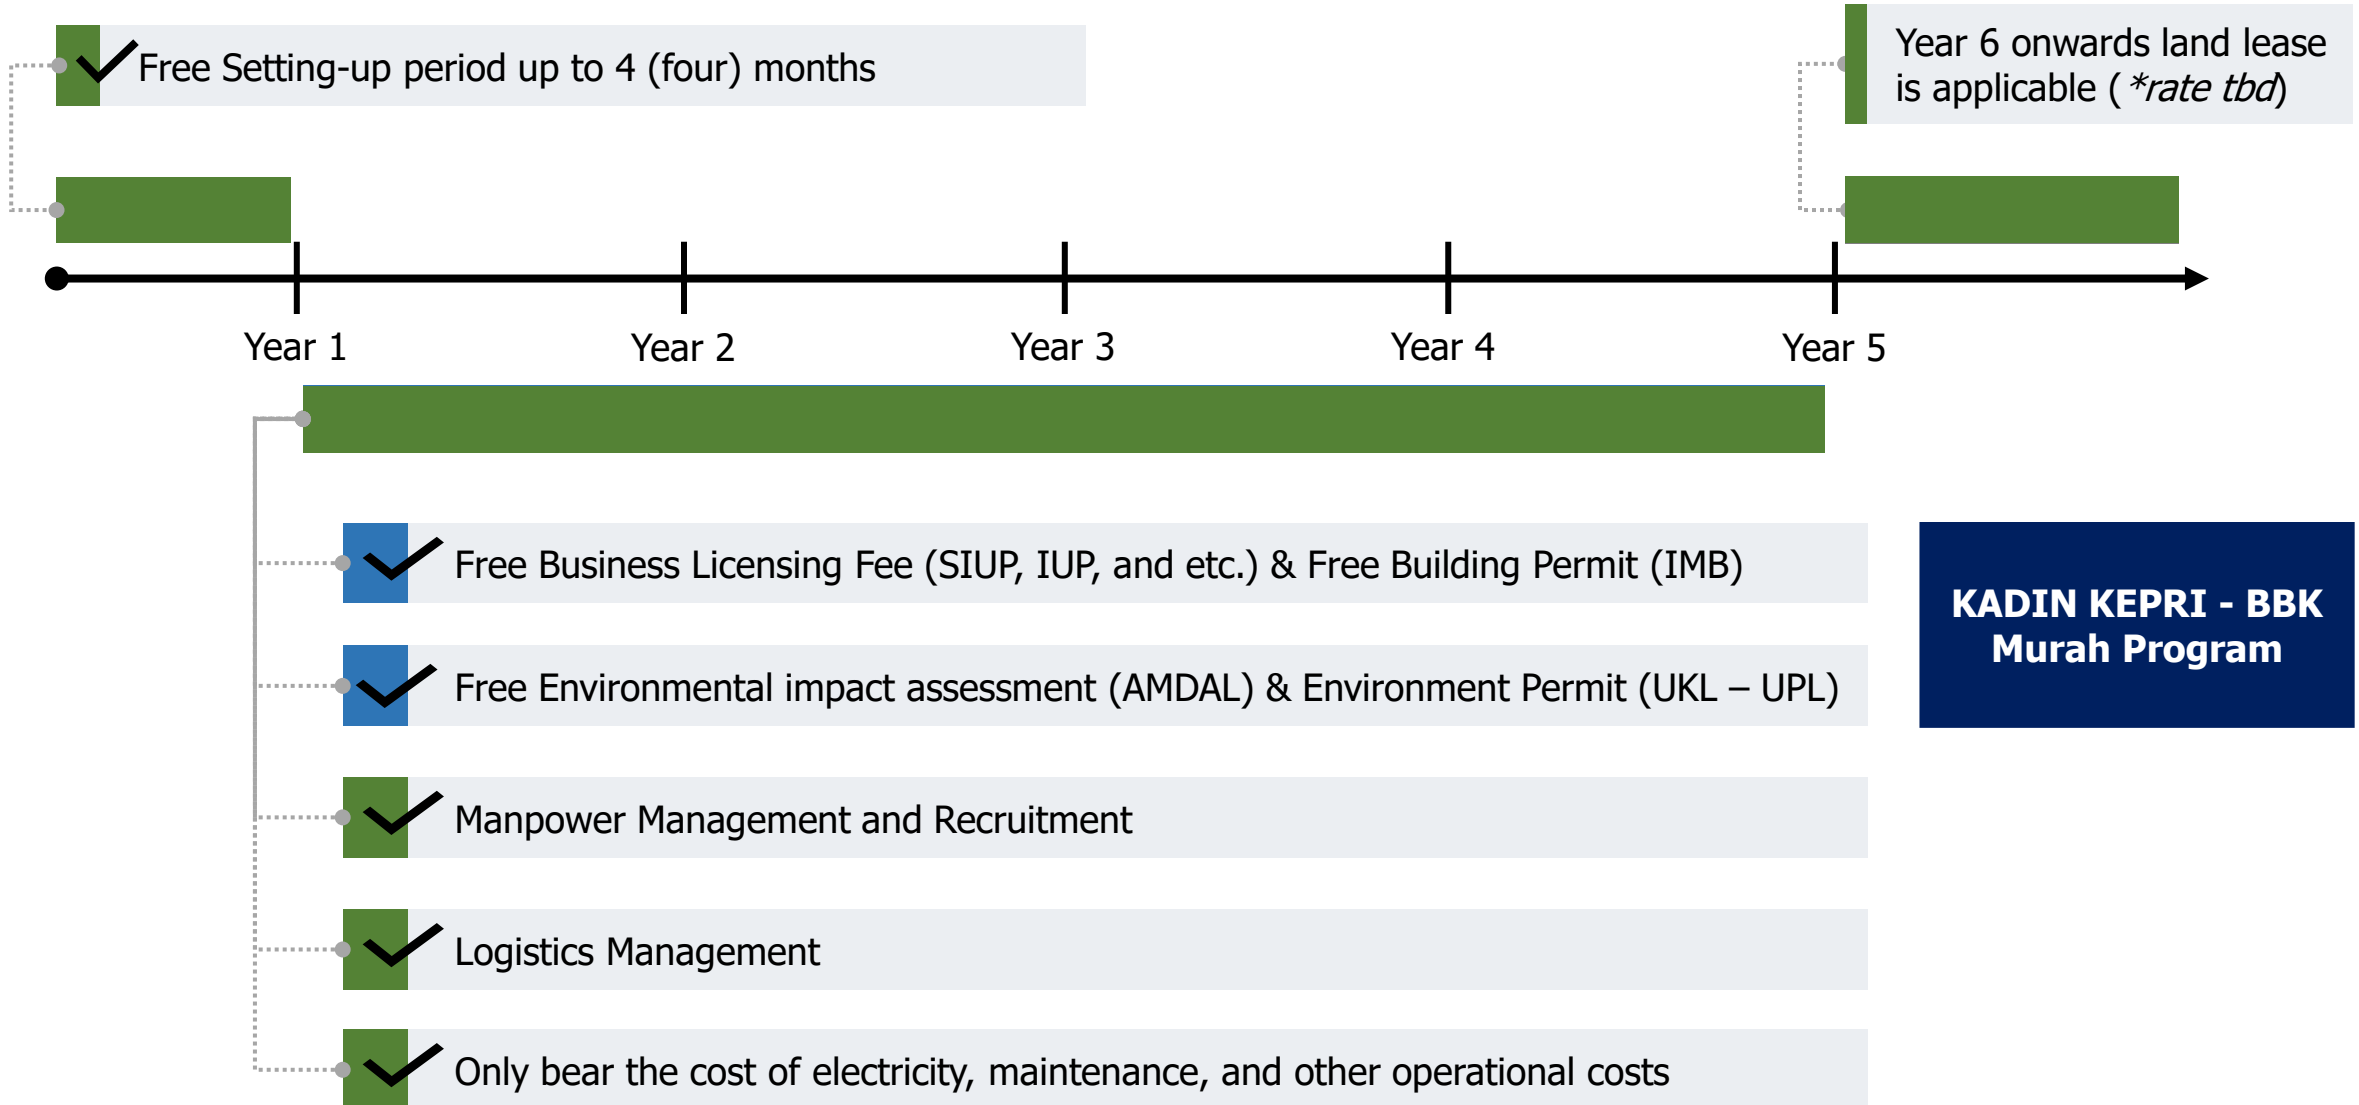 Free Setting-up period up to 4 (four) months
Year 6 onwards land lease
is applicable (*rate tbd)
Year 1
Year 2
Year 3
Year 4
Year 5
Free Business Licensing Fee (SIUP, IUP, and etc.) & Free Building Permit (IMB)
Free Environmental impact assessment (AMDAL) & Environment Permit (UKL – UPL)
Manpower Management and Recruitment
Logistics Management
Only bear the cost of electricity, maintenance, and other operational costs
KADIN KEPRI - BBK
Murah Program